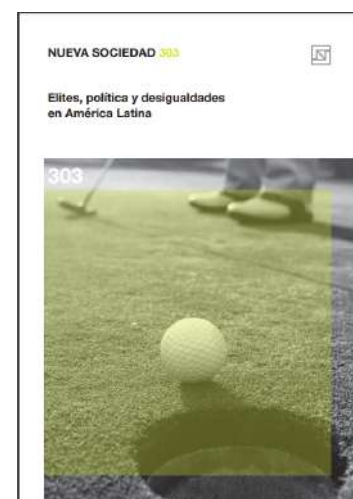 NUEVA SOCIEDAD 303
Elites, política y desigualdades
en América Latina
303